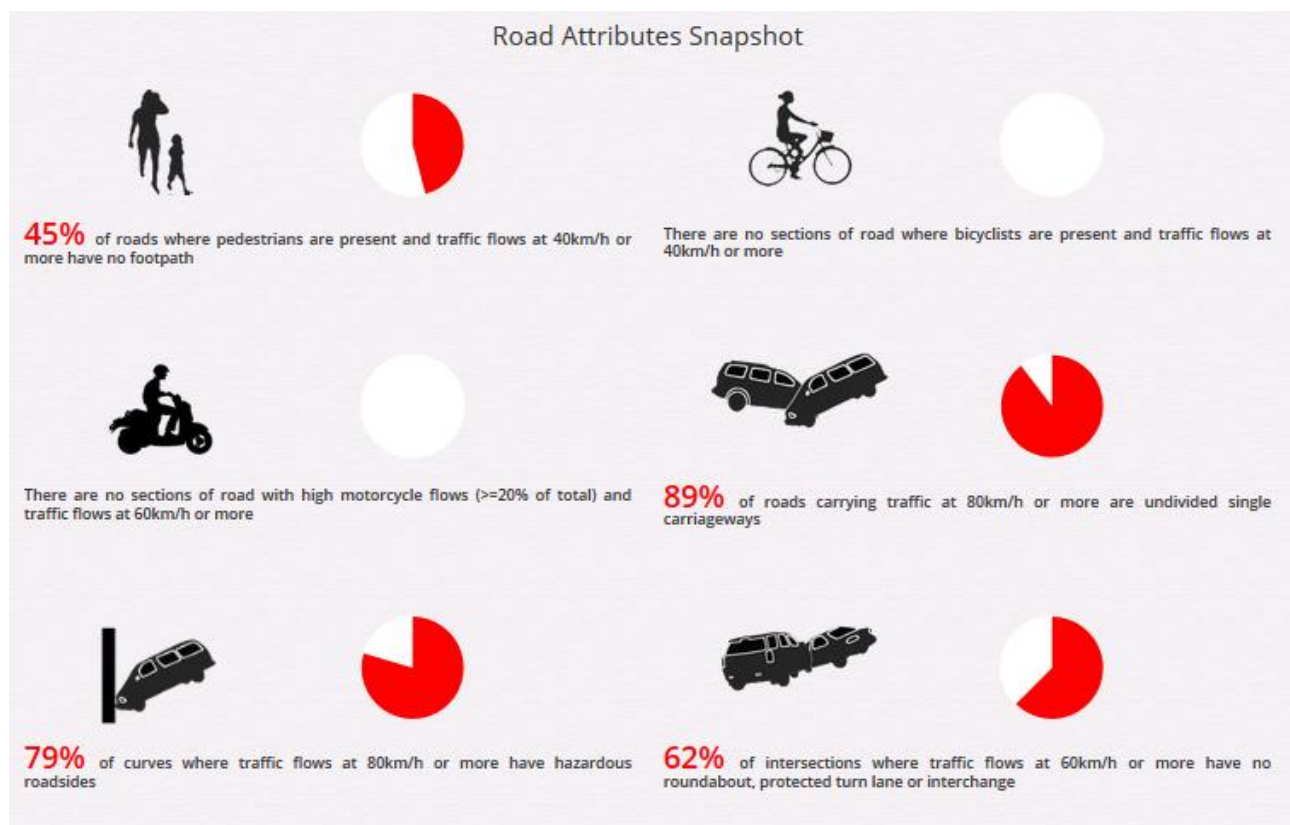 Road Attributes Snapshot
45% of roads where pedestrians are present and traffic flows at 40km/h or
more have no footpath
There are no sections of road where bicyclists are present and traffic flows at
40km/h or more
There are no sections of road with high motorcycle flows (>=20% of total) and
traffic flows at 60km/h or more
89% of roads carrying traffic at 80km/h or more are undivided single
carriageways
79% of curves where traffic flows at 80km/h or more have hazardous
roadsides
62% of intersections where traffic flows at 60km/h or more have no
roundabout, protected turn lane or interchange